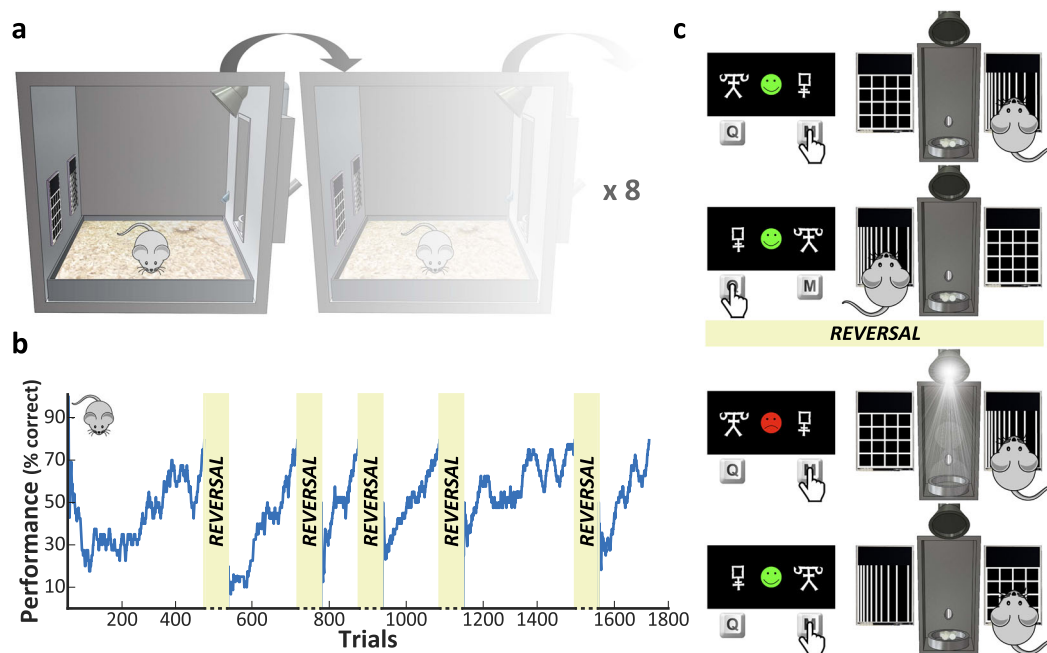 a
x 8
b
Performance (% correct)
90
70
50
30
10
REVERSAL
REVERSAL
REVERSAL
REVERSAL
REVERSAL
200
400
600
800
1000
1200
1400
1600
1800
Trials
c
Q
M
REVERSAL
Q
Q